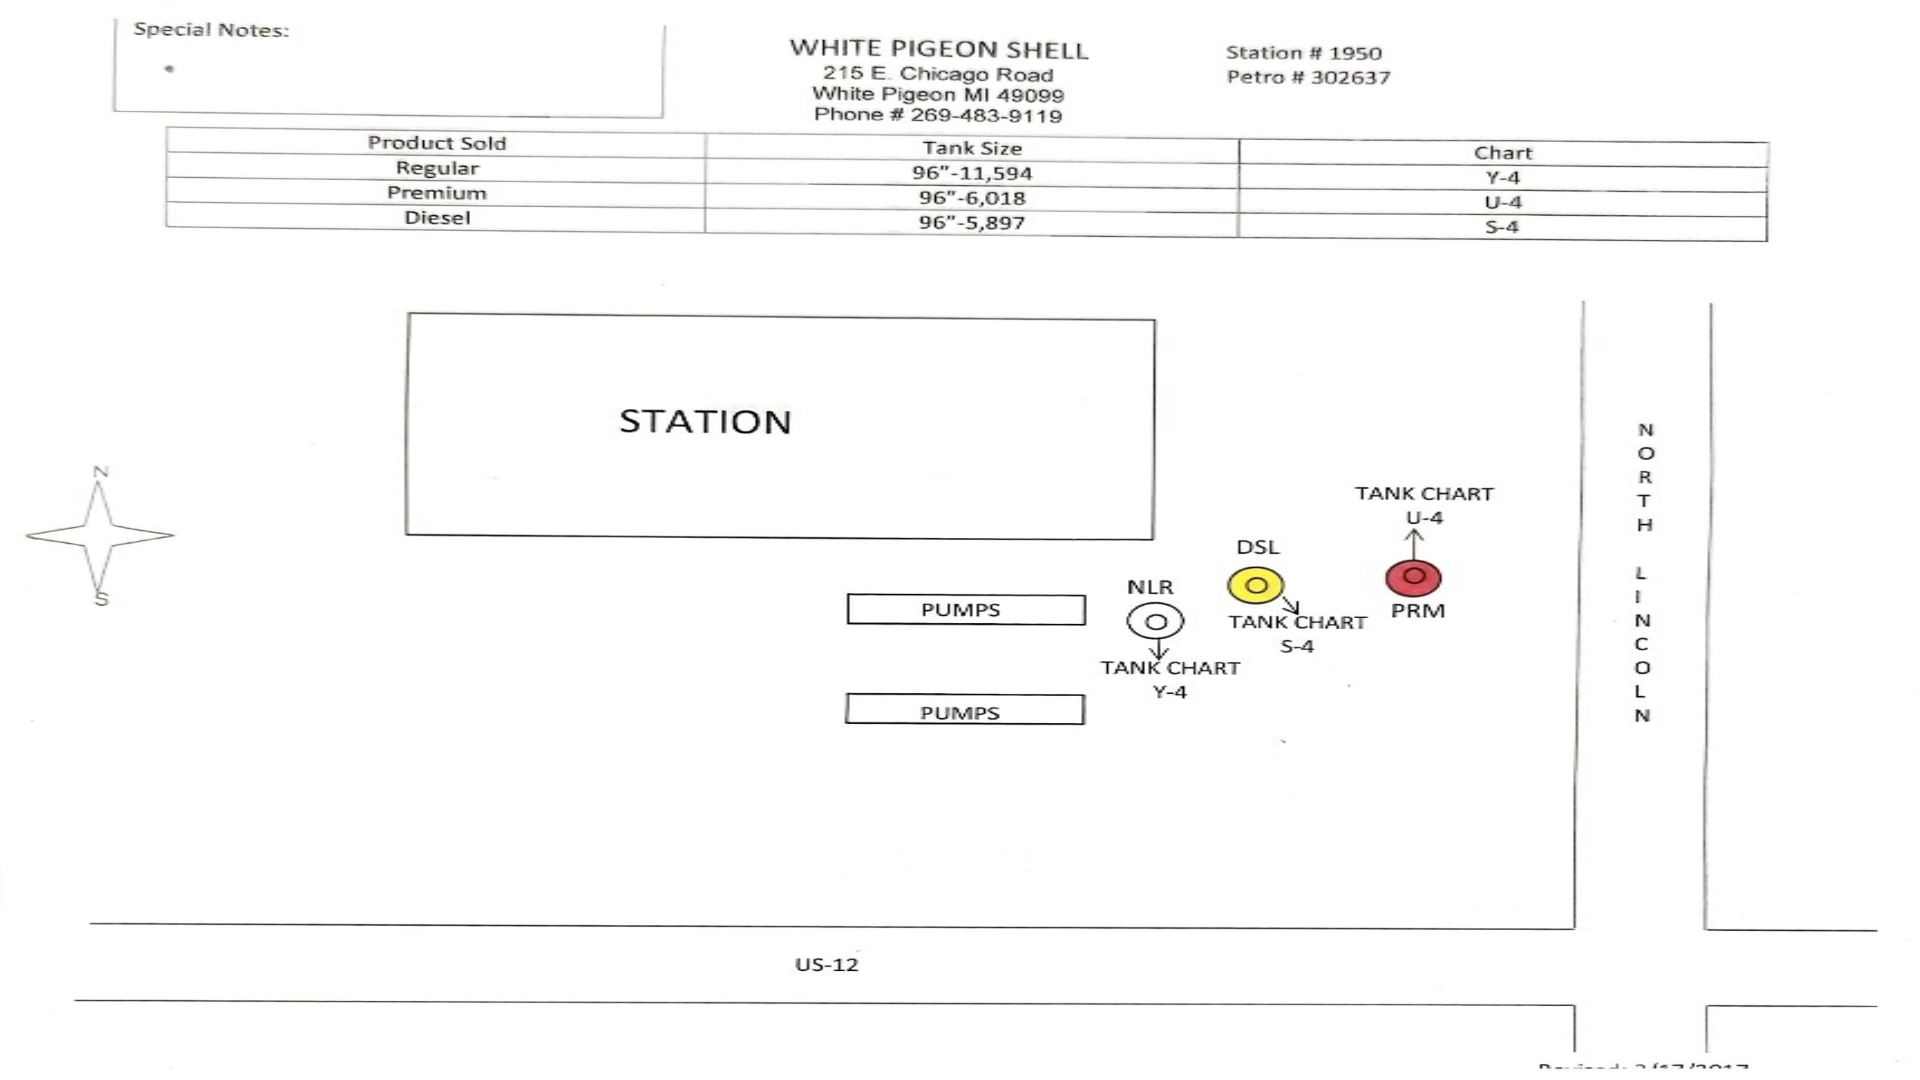 Special Notes:
WHITE PIGEON SHELL
215 E. Chicago Road
White Pigeon MI 49099
Phone # 269-483-9119
Station # 1950
Petro # 302637
Product Sold Tank Size Chart
Regular 96"-11,594 Y-4
Premium 96"-6,018 U-4
Diesel 96"-5,897 S-4
STATION
N
S
TANK CHART
U-4
DSL
NLR
PRM
PUMPS
TANK CHART
S-4
TANK CHART
Y-4
PUMPS
NORTH LINCOLN
US-12